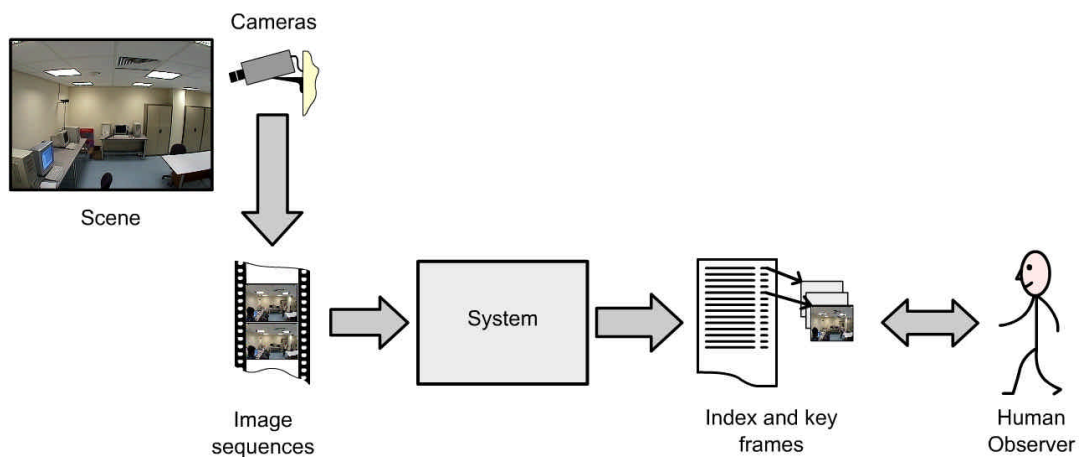 Cameras
Scene
System
Image
sequences
Index and key
frames
Human
Observer